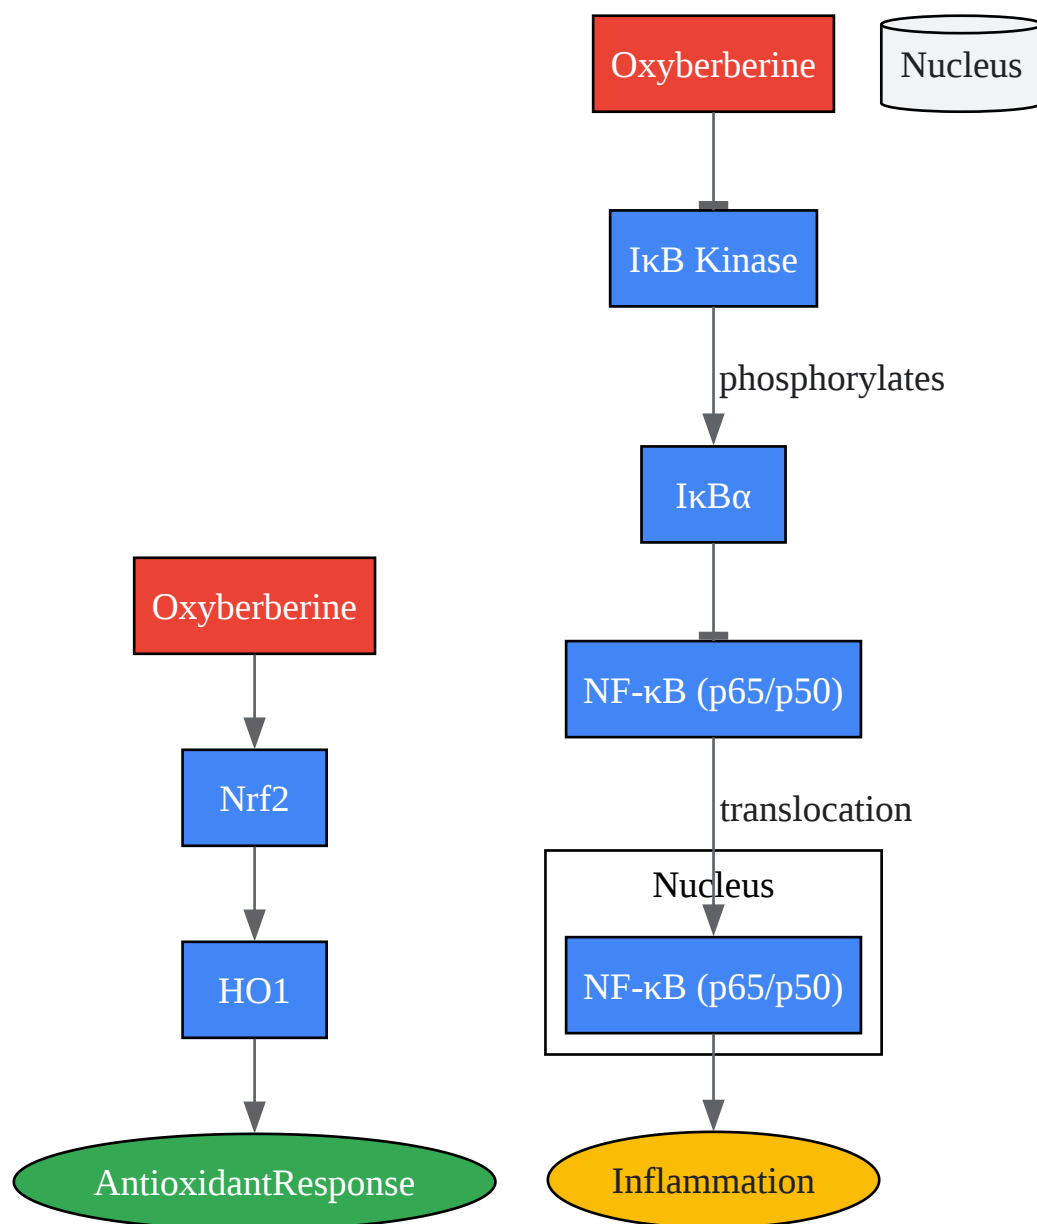 Oxyberberine
Nucleus
IκB Kinase
phosphorylates
IκBα
Oxyberberine
NF-κB (p65/p50)
Nrf2
translocation
Nucleus
HO1
NF-κB (p65/p50)
AntioxidantResponse
Inflammation